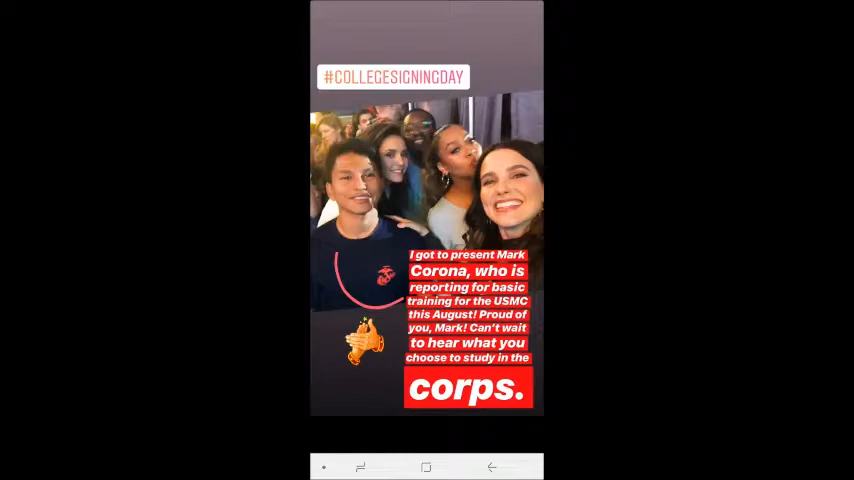 #COLLEGESIGNINGDAY
I got to present Mark
Corona, who is
reporting for basic
training for the USMC
this August! Proud of
you, Mark! Can't wait
to hear what you
choose to study in the
corps.